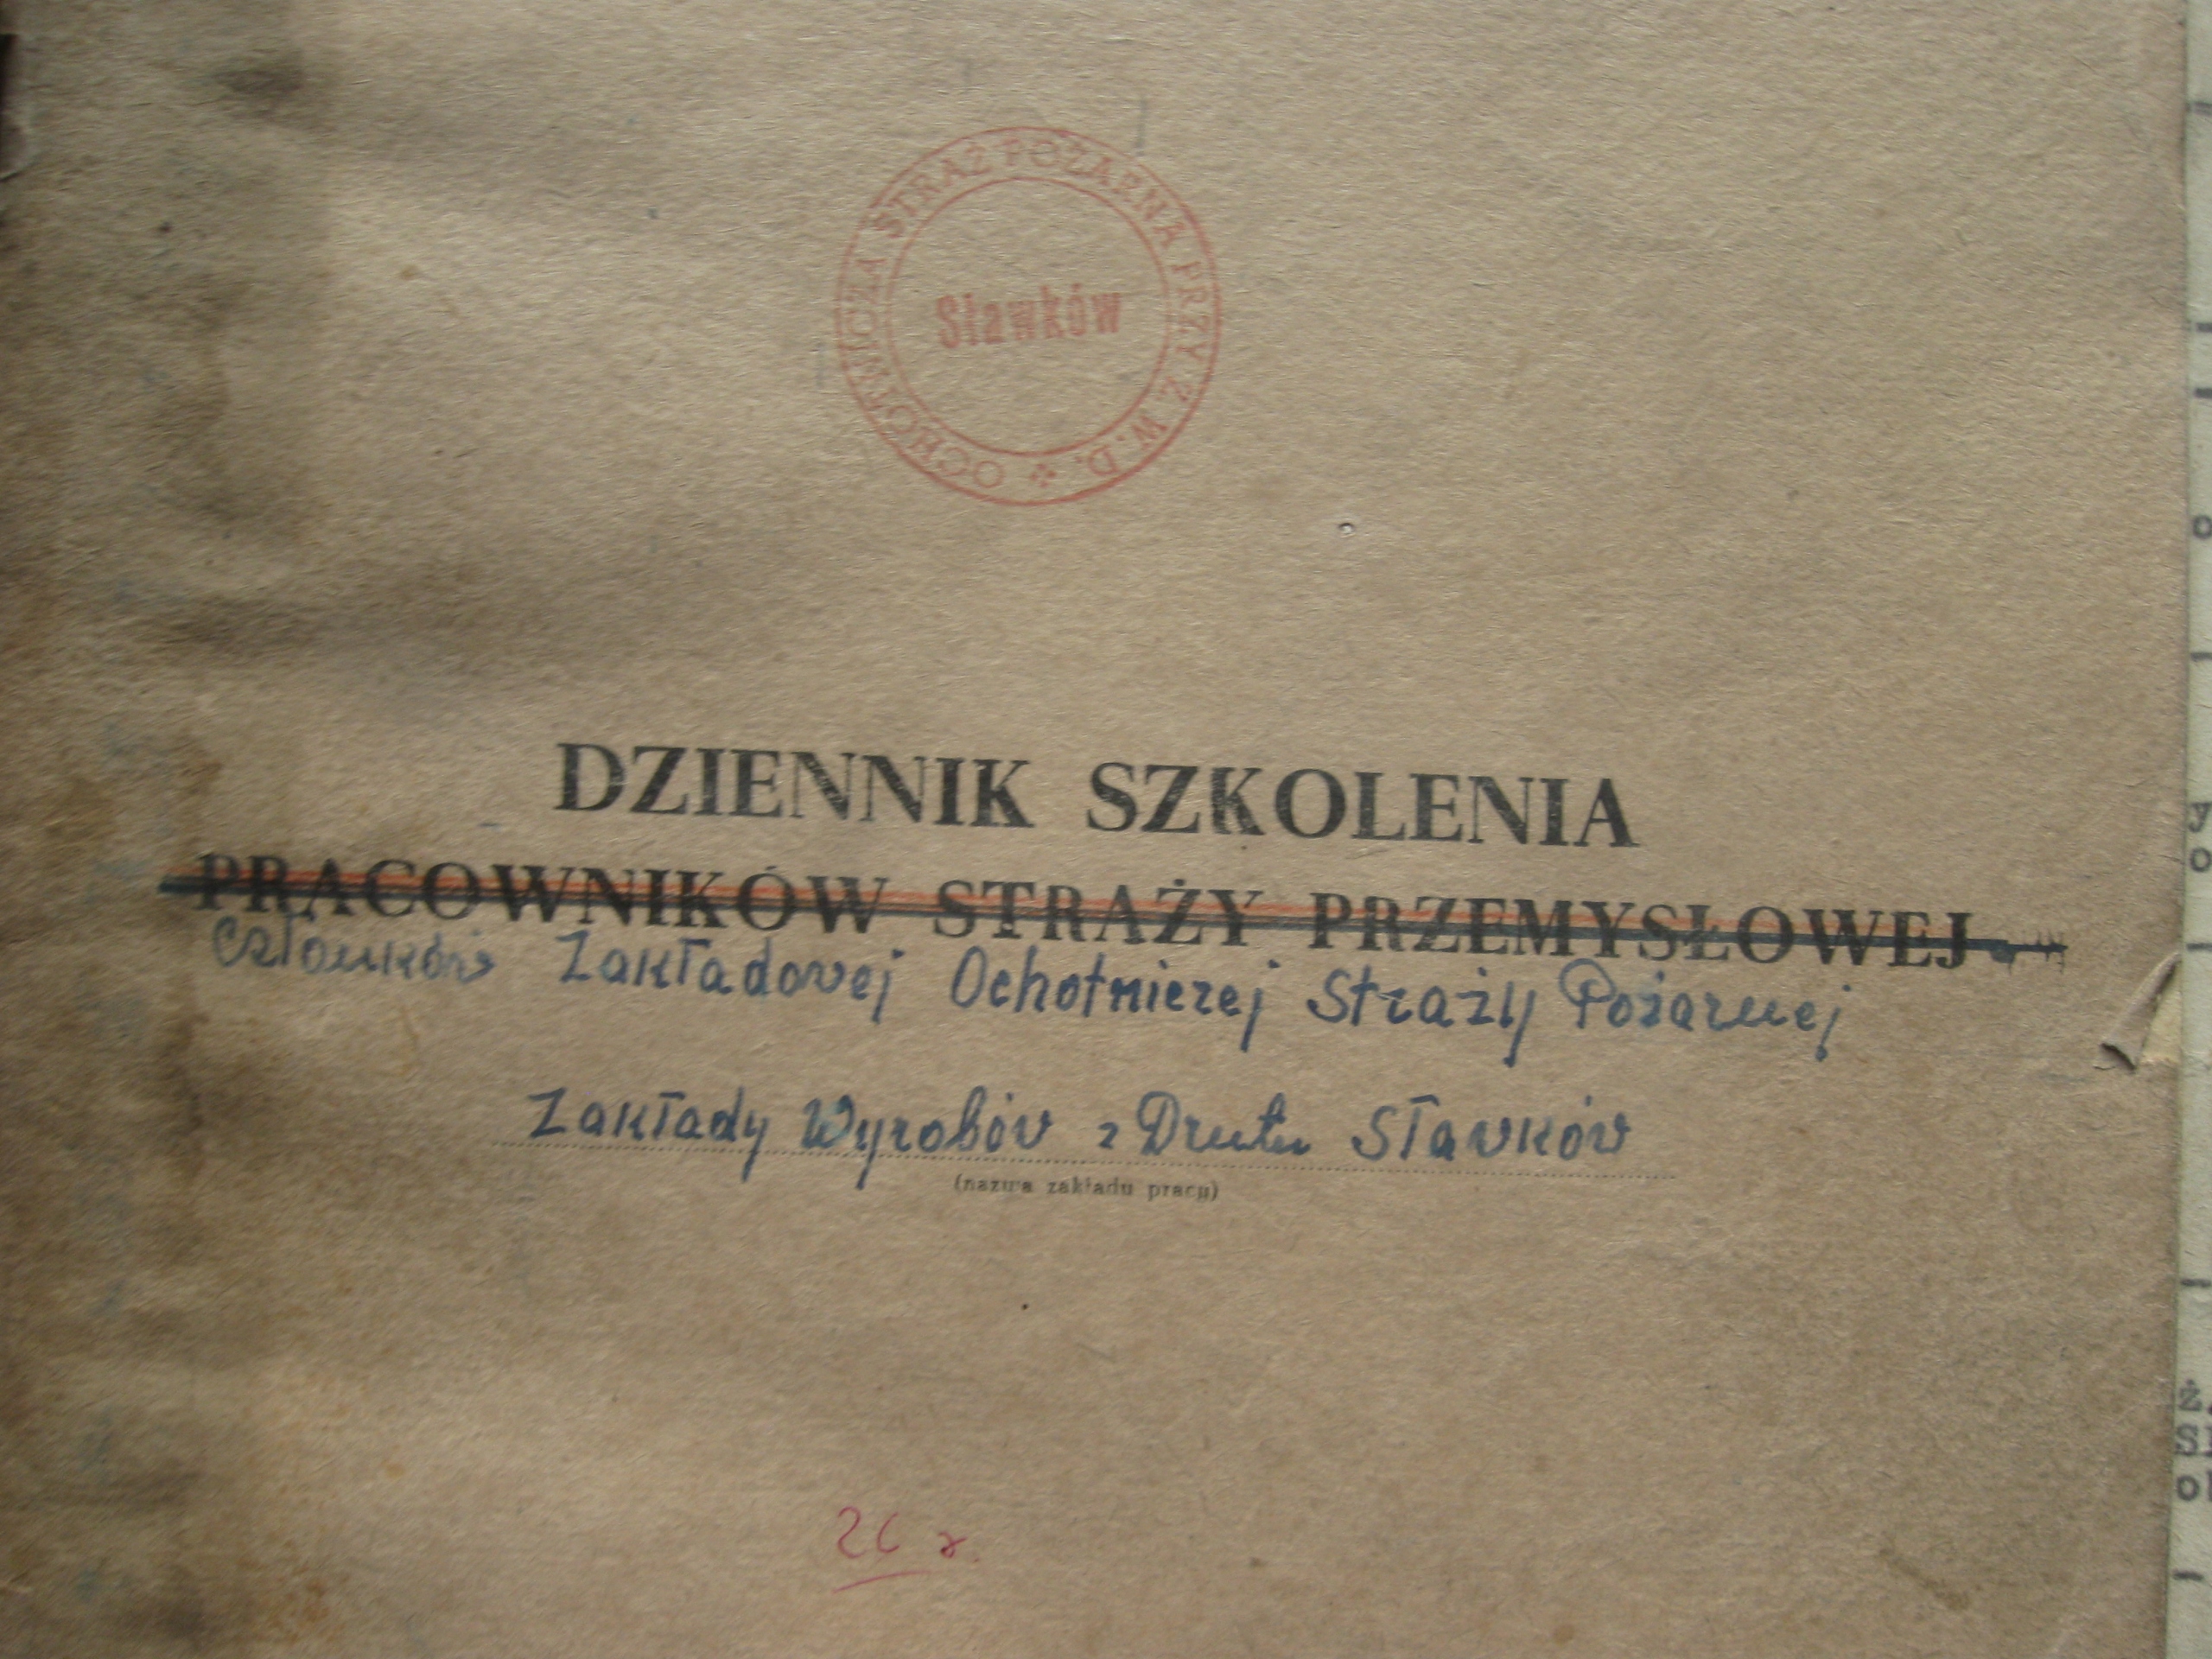 OCHOTNICZA STRAŻ POŻARNA PRZY Z.W.D.
Sławków
DZIENNIK SZKOLENIA
PRACOWNIKÓW STRAŻY PRZEMYSŁOWEJ
Członków Zakładowej Ochotniczej Straży Pożarnej
Zakłady Wyrobów z Drutu Sławków
(nazwa zakładu pracy)